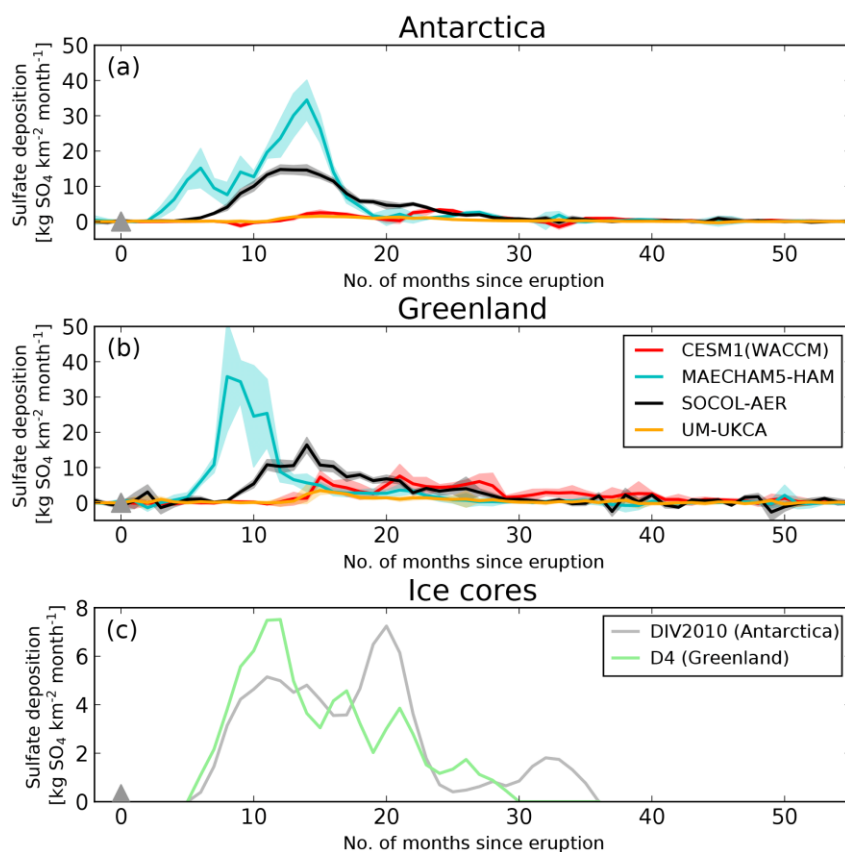 Antarctica
(a)
50
40
30
20
10
0
Sulfate deposition
[kg SO₄ km⁻² month⁻¹]
0 10 20 30 40 50
No. of months since eruption
Greenland
(b)
50
40
30
20
10
0
Sulfate deposition
[kg SO₄ km⁻² month⁻¹]
CESM1(WACCM)
MAECHAM5-HAM
SOCOL-AER
UM-UKCA
0 10 20 30 40 50
No. of months since eruption
Ice cores
(c)
8
6
4
2
0
Sulfate deposition
[kg SO₄ km⁻² month⁻¹]
DIV2010 (Antarctica)
D4 (Greenland)
0 10 20 30 40 50
No. of months since eruption